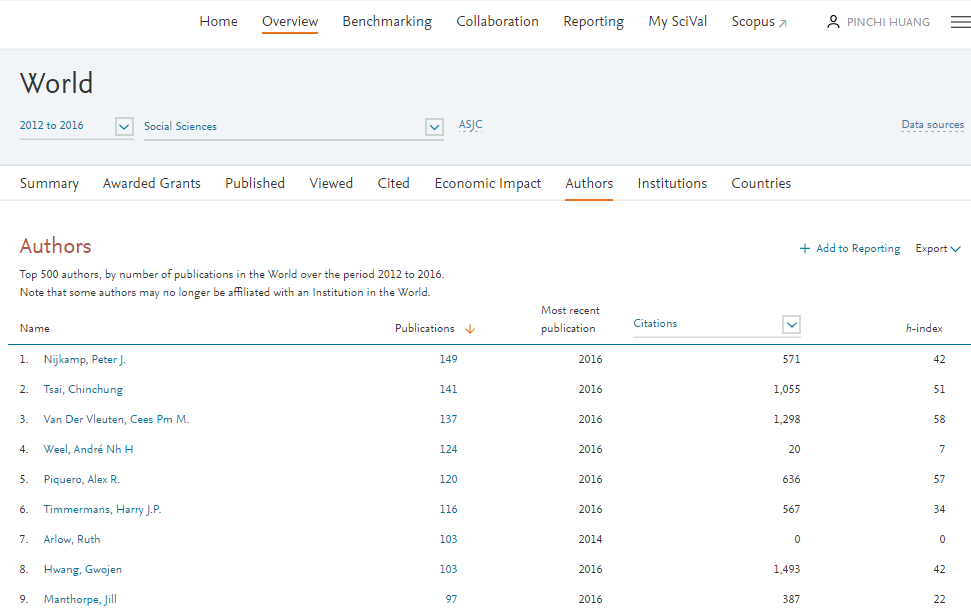 Home Overview Benchmarking Collaboration Reporting My SciVal Scopus PINCHI HUANG
World
2012 to 2016 Social Sciences ASJC Data sources
Summary Awarded Grants Published Viewed Cited Economic Impact Authors Institutions Countries
Authors + Add to Reporting Export
Top 500 authors, by number of publications in the World over the period 2012 to 2016.
Note that some authors may no longer be affiliated with an Institution in the World.
Name Publications Most recent publication Citations h-index
1. Nijkamp, Peter J. 149 2016 571 42
2. Tsai, Chinchung 141 2016 1,055 51
3. Van Der Vleuten, Cees Pm M. 137 2016 1,298 58
4. Weel, André Nh H 124 2016 20 7
5. Piquero, Alex R. 120 2016 636 57
6. Timmermans, Harry J.P. 116 2016 567 34
7. Arlow, Ruth 103 2014 0 0
8. Hwang, Gwojen 103 2016 1,493 42
9. Manthorpe, Jill 97 2016 387 22